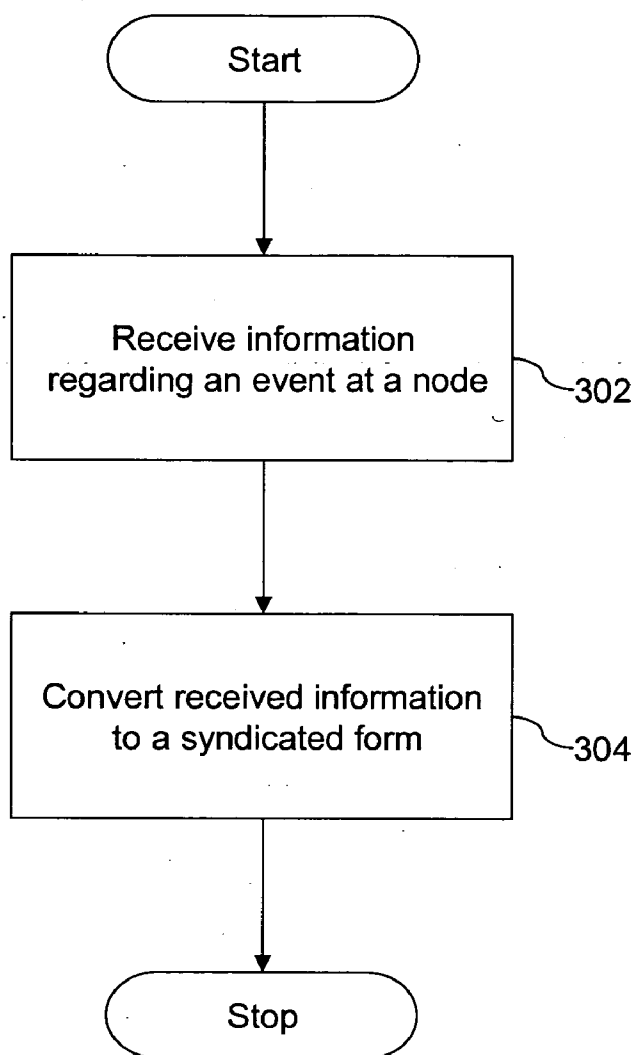 Start
Receive information
regarding an event at a node
302
Convert received information
to a syndicated form
304
Stop